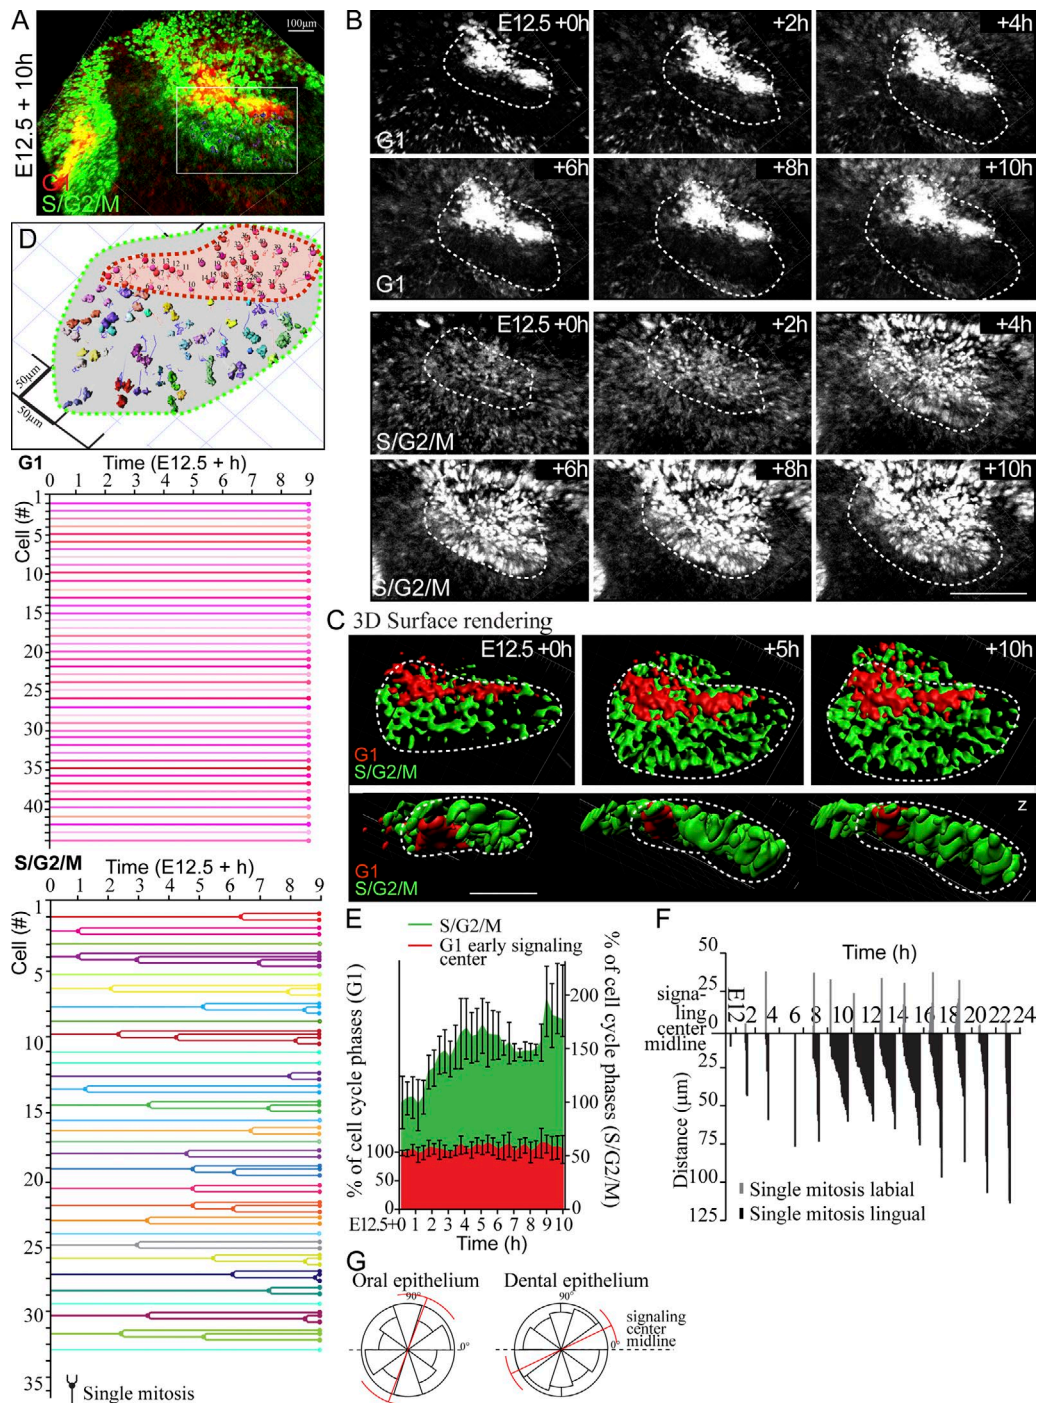 A
100µm
E12.5 + 10h
G1
S/G2/M
B
E12.5 +0h
+2h
+4h
G1
+6h
+8h
+10h
G1
E12.5 +0h
+2h
+4h
S/G2/M
+6h
+8h
+10h
S/G2/M
C 3D Surface rendering
E12.5 +0h
+5h
+10h
G1
S/G2/M
z
G1
S/G2/M
D
50µm
50µm
G1 Time (E12.5 + h)
0 1 2 3 4 5 6 7 8 9
Cell (#)
1
5
10
15
20
25
30
35
40
S/G2/M Time (E12.5 + h)
0 1 2 3 4 5 6 7 8 9
Cell (#)
1
5
10
15
20
25
30
35
Single mitosis
E
S/G2/M
G1 early signaling
center
% of cell cycle phases (G1)
100
50
0
% of cell cycle phases (S/G2/M)
200
150
100
50
0
E12.5+0 1 2 3 4 5 6 7 8 9 10
Time (h)
F
Time (h)
50
25
0
25
50
75
100
125
signa-
ling
center
midline
E12 2 4 6 8 10 12 14 16 18 20 22 24
Distance (µm)
Single mitosis labial
Single mitosis lingual
G
Oral epithelium
90°
0°
Dental epithelium
90°
0°
signaling
center
midline